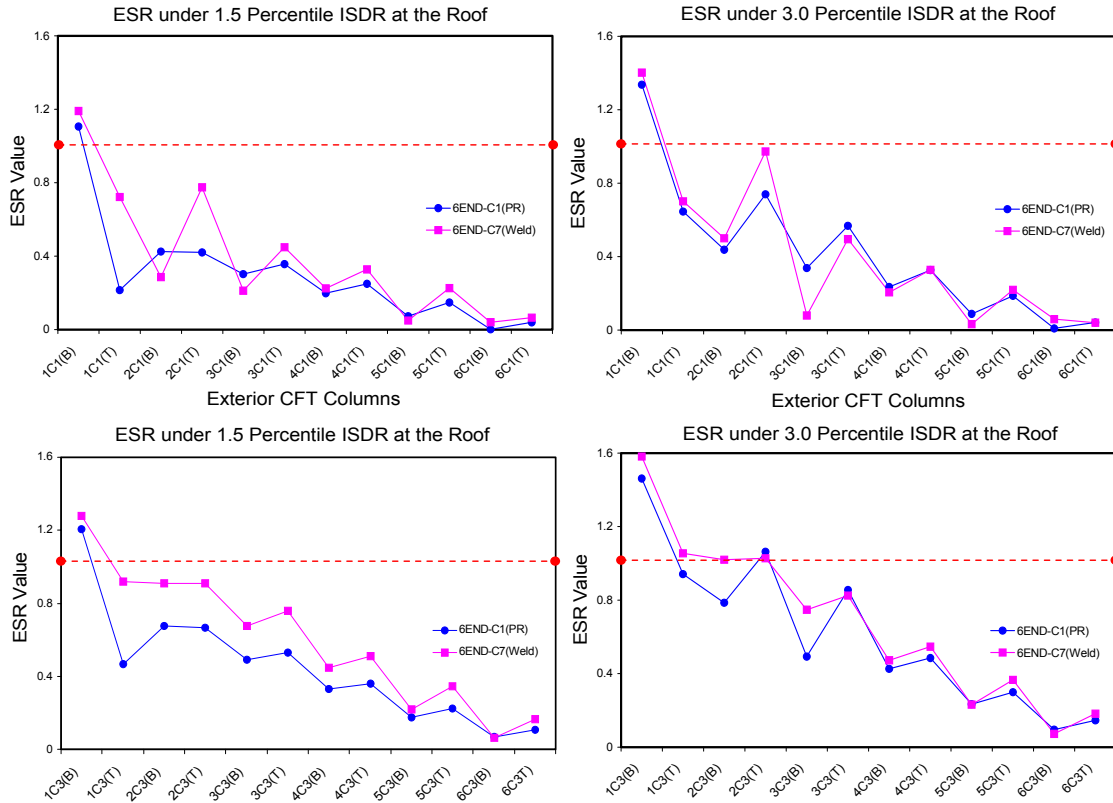 ESR under 1.5 Percentile ISDR at the Roof
1.6
1.2
0.8
0.4
0
ESR Value
6END-C1(PR)
6END-C7(Weld)
1C1(B)
1C1(T)
2C1(B)
2C1(T)
3C1(B)
3C1(T)
4C1(B)
4C1(T)
5C1(B)
5C1(T)
6C1(B)
6C1(T)
Exterior CFT Columns
ESR under 3.0 Percentile ISDR at the Roof
1.6
1.2
0.8
0.4
0
ESR Value
6END-C1(PR)
6END-C7(Weld)
1C1(B)
1C1(T)
2C1(B)
2C1(T)
3C1(B)
3C1(T)
4C1(B)
4C1(T)
5C1(B)
5C1(T)
6C1(B)
6C1(T)
Exterior CFT Columns
ESR under 1.5 Percentile ISDR at the Roof
1.6
1.2
0.8
0.4
0
ESR Value
6END-C1(PR)
6END-C7(Weld)
1C3(B)
1C3(T)
2C3(B)
2C3(T)
3C3(B)
3C3(T)
4C3(B)
4C3(T)
5C3(B)
5C3(T)
6C3(B)
6C3T)
ESR under 3.0 Percentile ISDR at the Roof
1.6
1.2
0.8
0.4
0
ESR Value
6END-C1(PR)
6END-C7(Weld)
1C3(B)
1C3(T)
2C3(B)
2C3(T)
3C3(B)
3C3(T)
4C3(B)
4C3(T)
5C3(B)
5C3(T)
6C3(B)
6C3T)